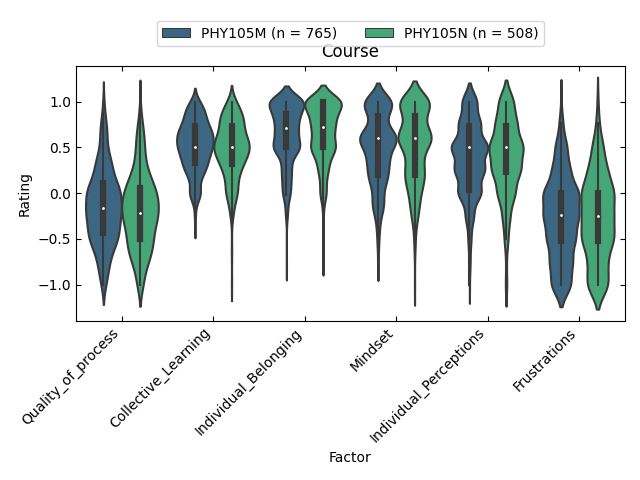 PHY105M (n = 765) PHY105N (n = 508)
Course
1.0
0.5
0.0
−0.5
−1.0
Rating
Quality_of_process
Collective_Learning
Individual_Belonging
Mindset
Individual_Perceptions
Frustrations
Factor